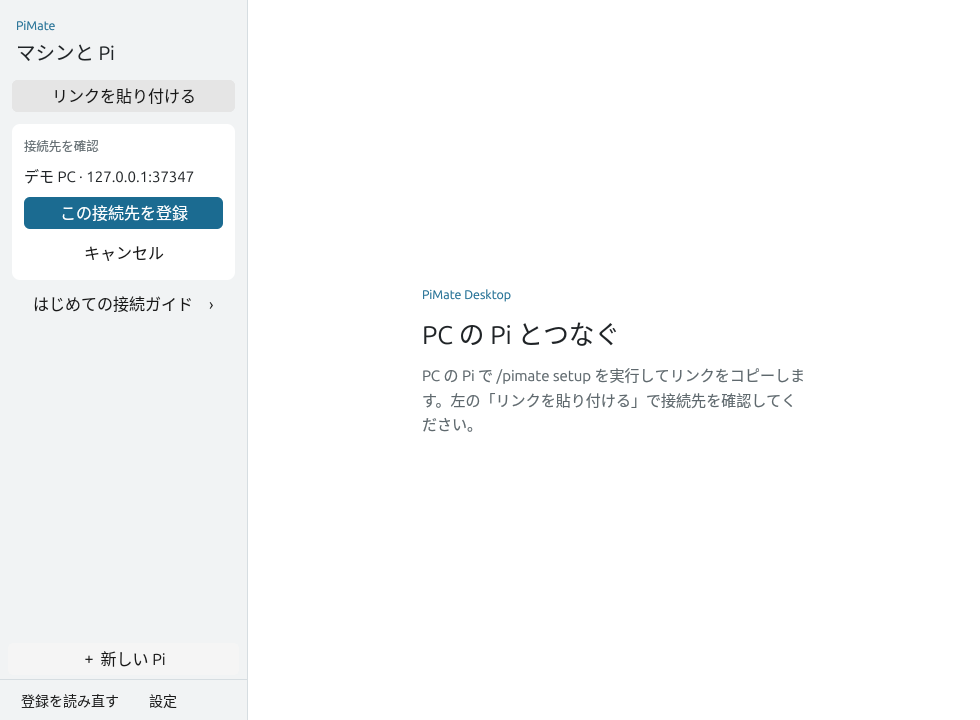 PiMate
マシンと Pi
リンクを貼り付ける
接続先を確認
デモ PC · 127.0.0.1:37347
この接続先を登録
キャンセル
はじめての接続ガイド ›
+ 新しい Pi
登録を読み直す 設定
PiMate Desktop
PC の Pi とつなぐ
PC の Pi で /pimate setup を実行してリンクをコピーしま
す。左の「リンクを貼り付ける」で接続先を確認してく
ださい。